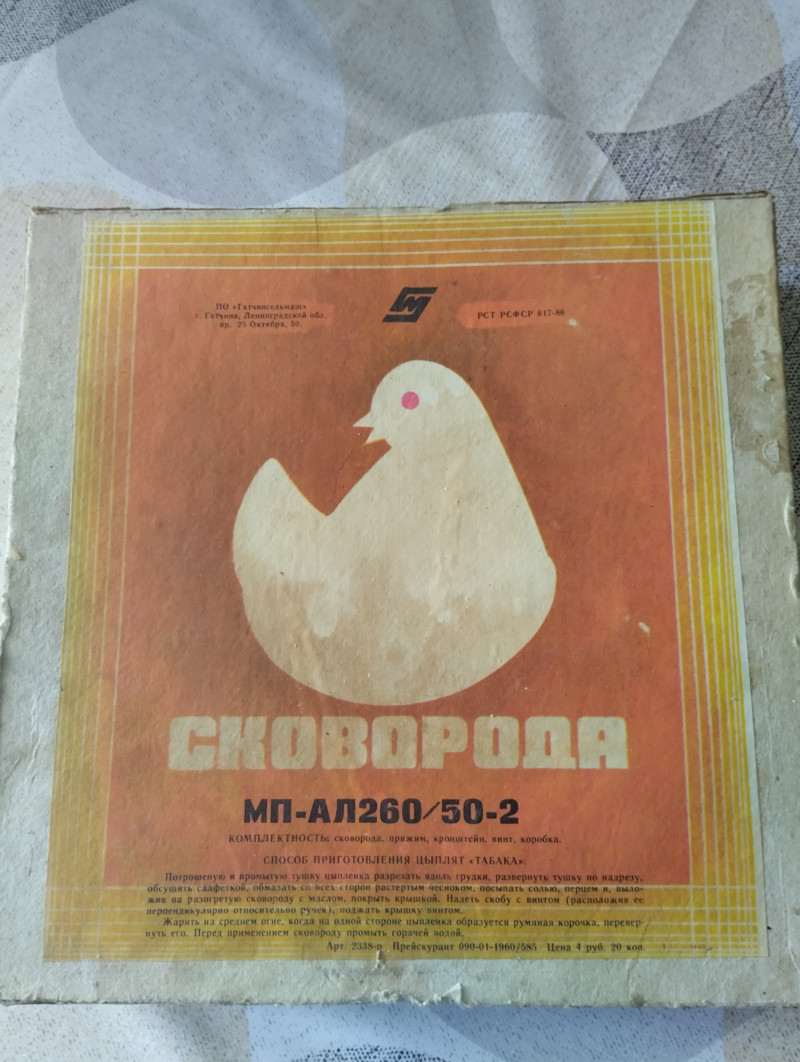 ПО «Гатчинсельмаш»
г. Гатчина, Ленинградской обл.
пр. 25 Октября, 50.
РСТ РСФСР 617-86
СКОВОРОДА
МП-АЛ260/50-2
КОМПЛЕКТНОСТЬ: сковорода, прижим, кронштейн, винт, коробка.
СПОСОБ ПРИГОТОВЛЕНИЯ ЦЫПЛЯТ «ТАБАКА»:
Потрошеную и промытую тушку цыпленка разрезать вдоль грудки, развернуть тушку по надрезу,
обсушить салфеткой, обмазать со всех сторон растертым чесноком, посыпать солью, перцем и, выло-
жив на разогретую сковороду с маслом, покрыть крышкой. Надеть скобу с винтом (расположив ее
перпендикулярно относительно ручек), поджать крышку винтом.
Жарить на среднем огне, когда на одной стороне цыпленка образуется румяная корочка, перевер-
нуть его. Перед применением сковороду промыть горячей водой.
Арт. 2338-р Прейскурант 090-01-1960/585 Цена 4 руб. 20 коп.